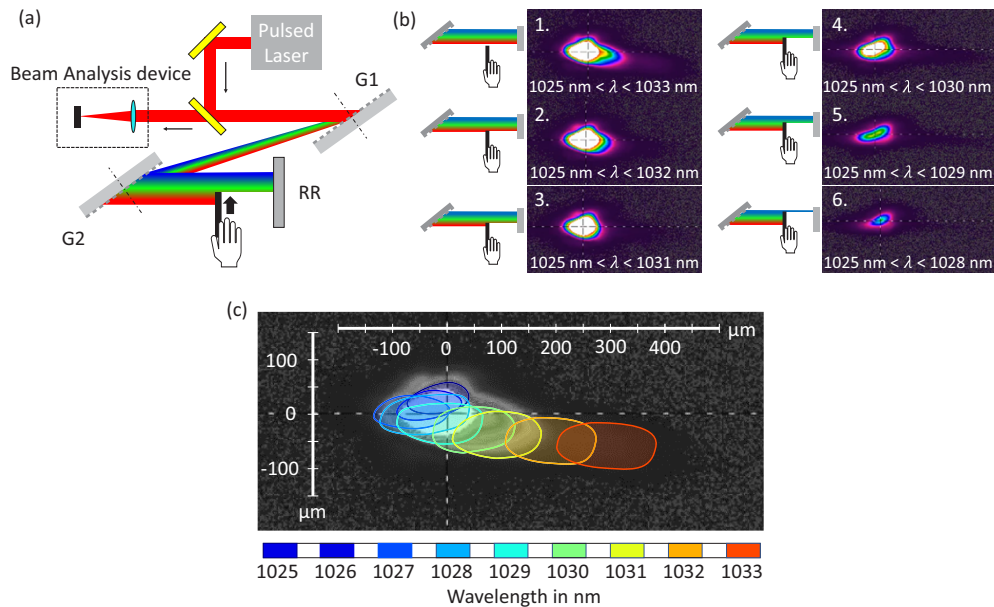 (a)
Pulsed
Laser
Beam Analysis device
G1
G2
RR
(b)
1.
1025 nm < λ < 1033 nm
2.
1025 nm < λ < 1032 nm
3.
1025 nm < λ < 1031 nm
4.
1025 nm < λ < 1030 nm
5.
1025 nm < λ < 1029 nm
6.
1025 nm < λ < 1028 nm
(c)
μm
-100 0 100 200 300 400
100
0
-100
μm
1025 1026 1027 1028 1029 1030 1031 1032 1033
Wavelength in nm